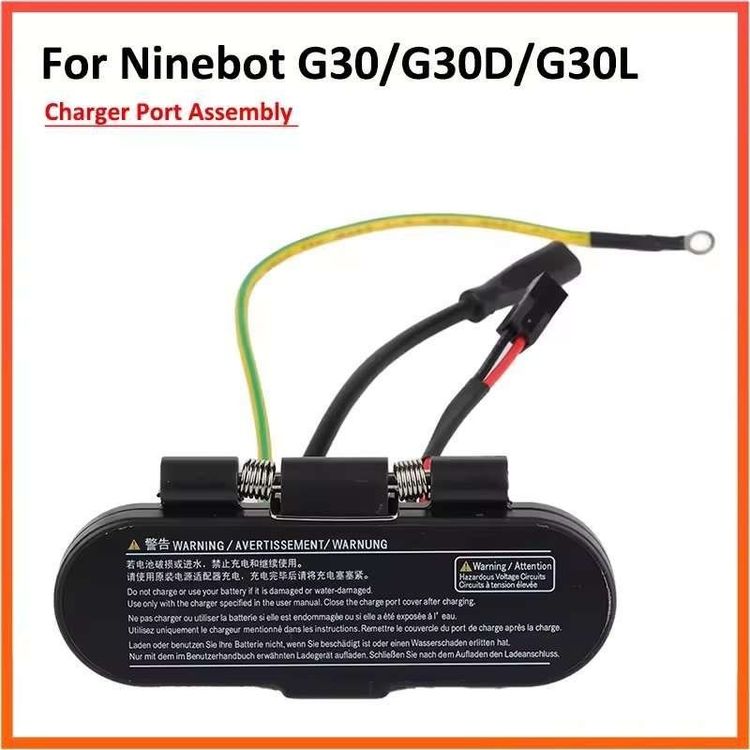 For Ninebot G30/G30D/G30L
Charger Port Assembly
警告 WARNING / AVERTISSEMENT/ WARNUNG
若电池破损或进水，禁止充电和继续使用。
请使用原装电源适配器充电，充电完后请将充电塞塞紧。
Do not charge or use your battery if it is damaged or water-damaged.
Use only with the charger specified in the user manual. Close the charge port cover after charging.
Ne pas charger ou utiliser la batterie si elle est endommagée ou si elle a été exposée à l'eau.
Utilisez uniquement le chargeur mentionné dans les instructions. Remettre le couvercle du port de charge après la charge.
Laden oder benutzen Sie Ihre Batterie nicht, wenn Sie beschädigt ist oder einen Wasserschaden erlitten hat.
Nur mit dem im Benutzerhandbuch erwähnten Ladegerät aufladen. Schließen Sie nach dem Aufladen den Ladeanschluss.
Warning / Attention
Hazardous Voltage Circuits
Circuits à tension élevée